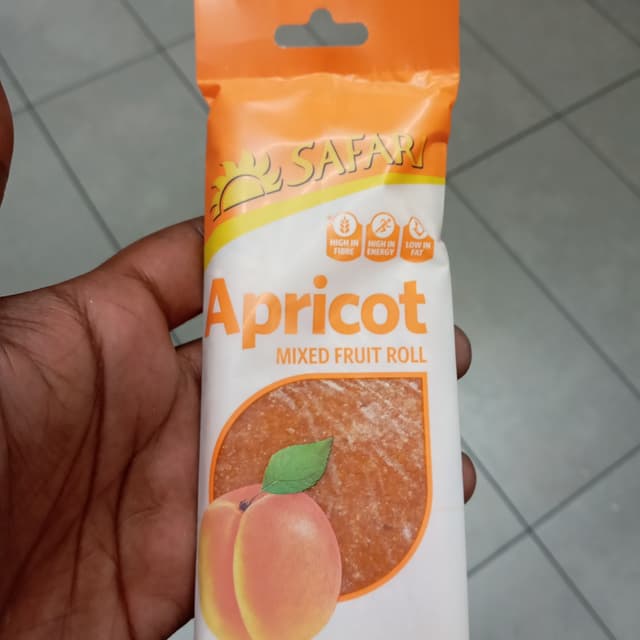 SAFARI
HIGH IN FIBRE
HIGH IN ENERGY
LOW IN FAT
Apricot
MIXED FRUIT ROLL